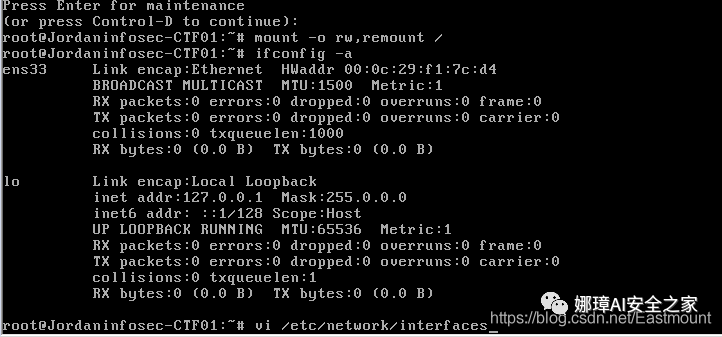 Press Enter for maintenance
(or press Control-D to continue):
root@Jordaninfosec-CTF01:~# mount -o rw,remount /
root@Jordaninfosec-CTF01:~# ifconfig -a
ens33     Link encap:Ethernet  HWaddr 00:0c:29:f1:7c:d4
          BROADCAST MULTICAST  MTU:1500  Metric:1
          RX packets:0 errors:0 dropped:0 overruns:0 frame:0
          TX packets:0 errors:0 dropped:0 overruns:0 carrier:0
          collisions:0 txqueuelen:1000
          RX bytes:0 (0.0 B)  TX bytes:0 (0.0 B)
lo        Link encap:Local Loopback
          inet addr:127.0.0.1  Mask:255.0.0.0
          inet6 addr: ::1/128 Scope:Host
          UP LOOPBACK RUNNING  MTU:65536  Metric:1
          RX packets:0 errors:0 dropped:0 overruns:0 frame:0
          TX packets:0 errors:0 dropped:0 overruns:0 carrier:0
          collisions:0 txqueuelen:1
          RX bytes:0 (0.0 B)  TX bytes:0 (0.0 B)
娜璋AI安全之家
root@Jordaninfosec-CTF01:~# vi /etc/network/interfaces_
https://blog.csdn.net/Eastmount